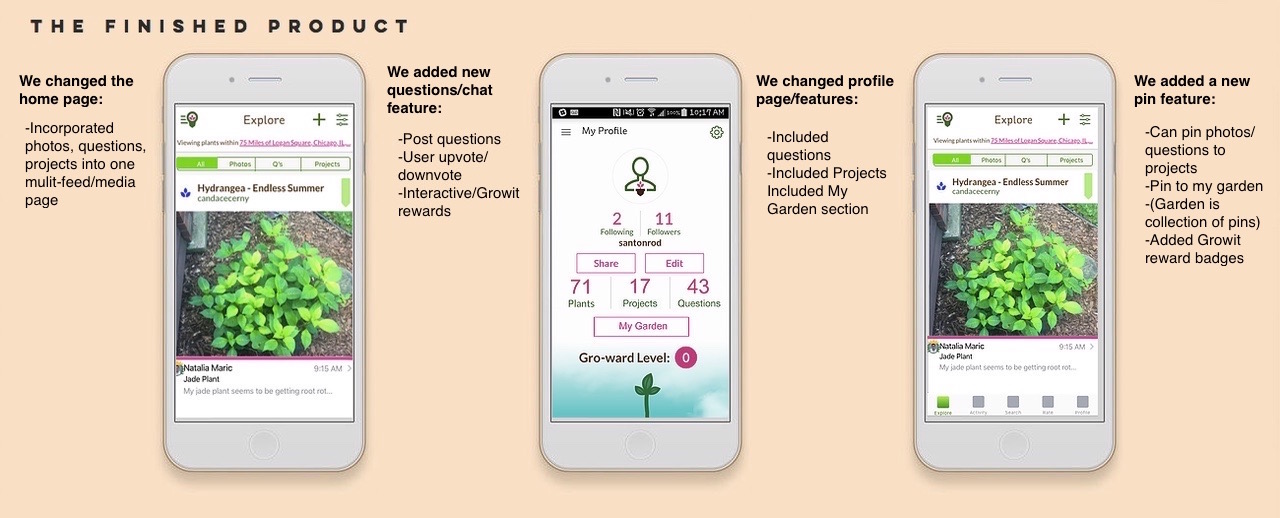 THE FINISHED PRODUCT
We changed the
home page:
-Incorporated
photos, questions,
projects into one
mulit-feed/media
page
Explore
Viewing plants within 75 Miles of Logan Square, Chicago, IL,...
All Photos Q's Projects
Hydrangea - Endless Summer
candacecerny
Natalia Maric 9:15 AM
Jade Plant
My jade plant seems to be getting root rot...
We added new
questions/chat
feature:
-Post questions
-User upvote/
downvote
-Interactive/Growit
rewards
100% 10:17 AM
My Profile
2 11
Following Followers
santonrod
Share Edit
71 17 43
Plants Projects Questions
My Garden
Gro-ward Level: 0
We changed profile
page/features:
-Included
questions
-Included Projects
Included My
Garden section
Explore
Viewing plants within 75 Miles of Logan Square, Chicago, IL,...
All Photos Q's Projects
Hydrangea - Endless Summer
candacecerny
Natalia Maric 9:15 AM
Jade Plant
My jade plant seems to be getting root rot...
Explore Activity Search Profile
We added a new
pin feature:
-Can pin photos/
questions to
projects
-Pin to my garden
-(Garden is
collection of pins)
-Added Growit
reward badges